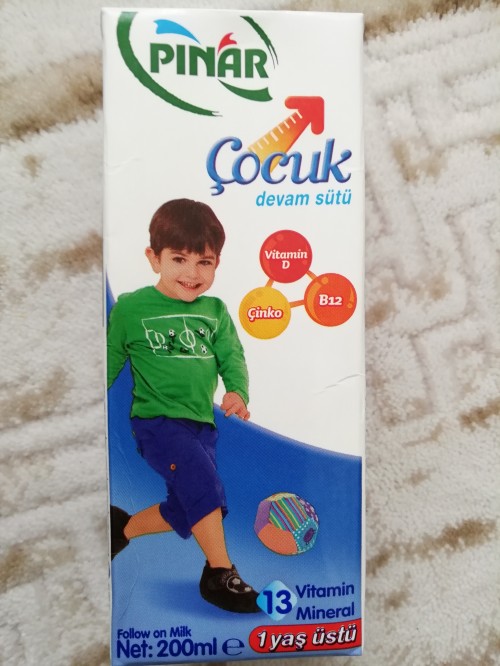 PINAR
Çocuk
devam sütü
Vitamin
D
Çinko
B12
13 Vitamin
Mineral
Follow on Milk
Net: 200ml e
1 yaş üstü